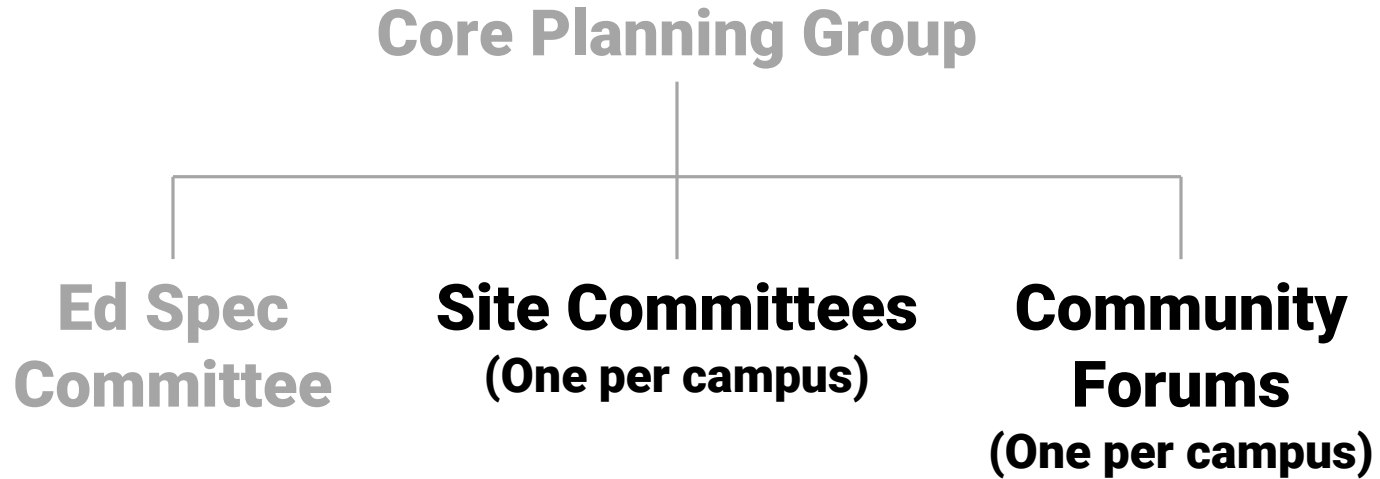 Core Planning Group
Ed Spec
Committee
Site Committees
(One per campus)
Community
Forums
(One per campus)